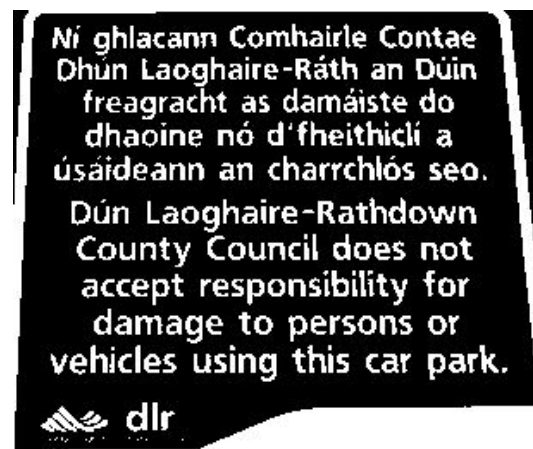 Ní ghlacann Comhairle Contae
Dhún Laoghaire-Ráth an Dúin
freagracht as damáiste do
dhaoine nó d'fheithiclí a
úsáideann an charrchlós seo.
Dún Laoghaire-Rathdown
County Council does not
accept responsibility for
damage to persons or
vehicles using this car park.
dlr